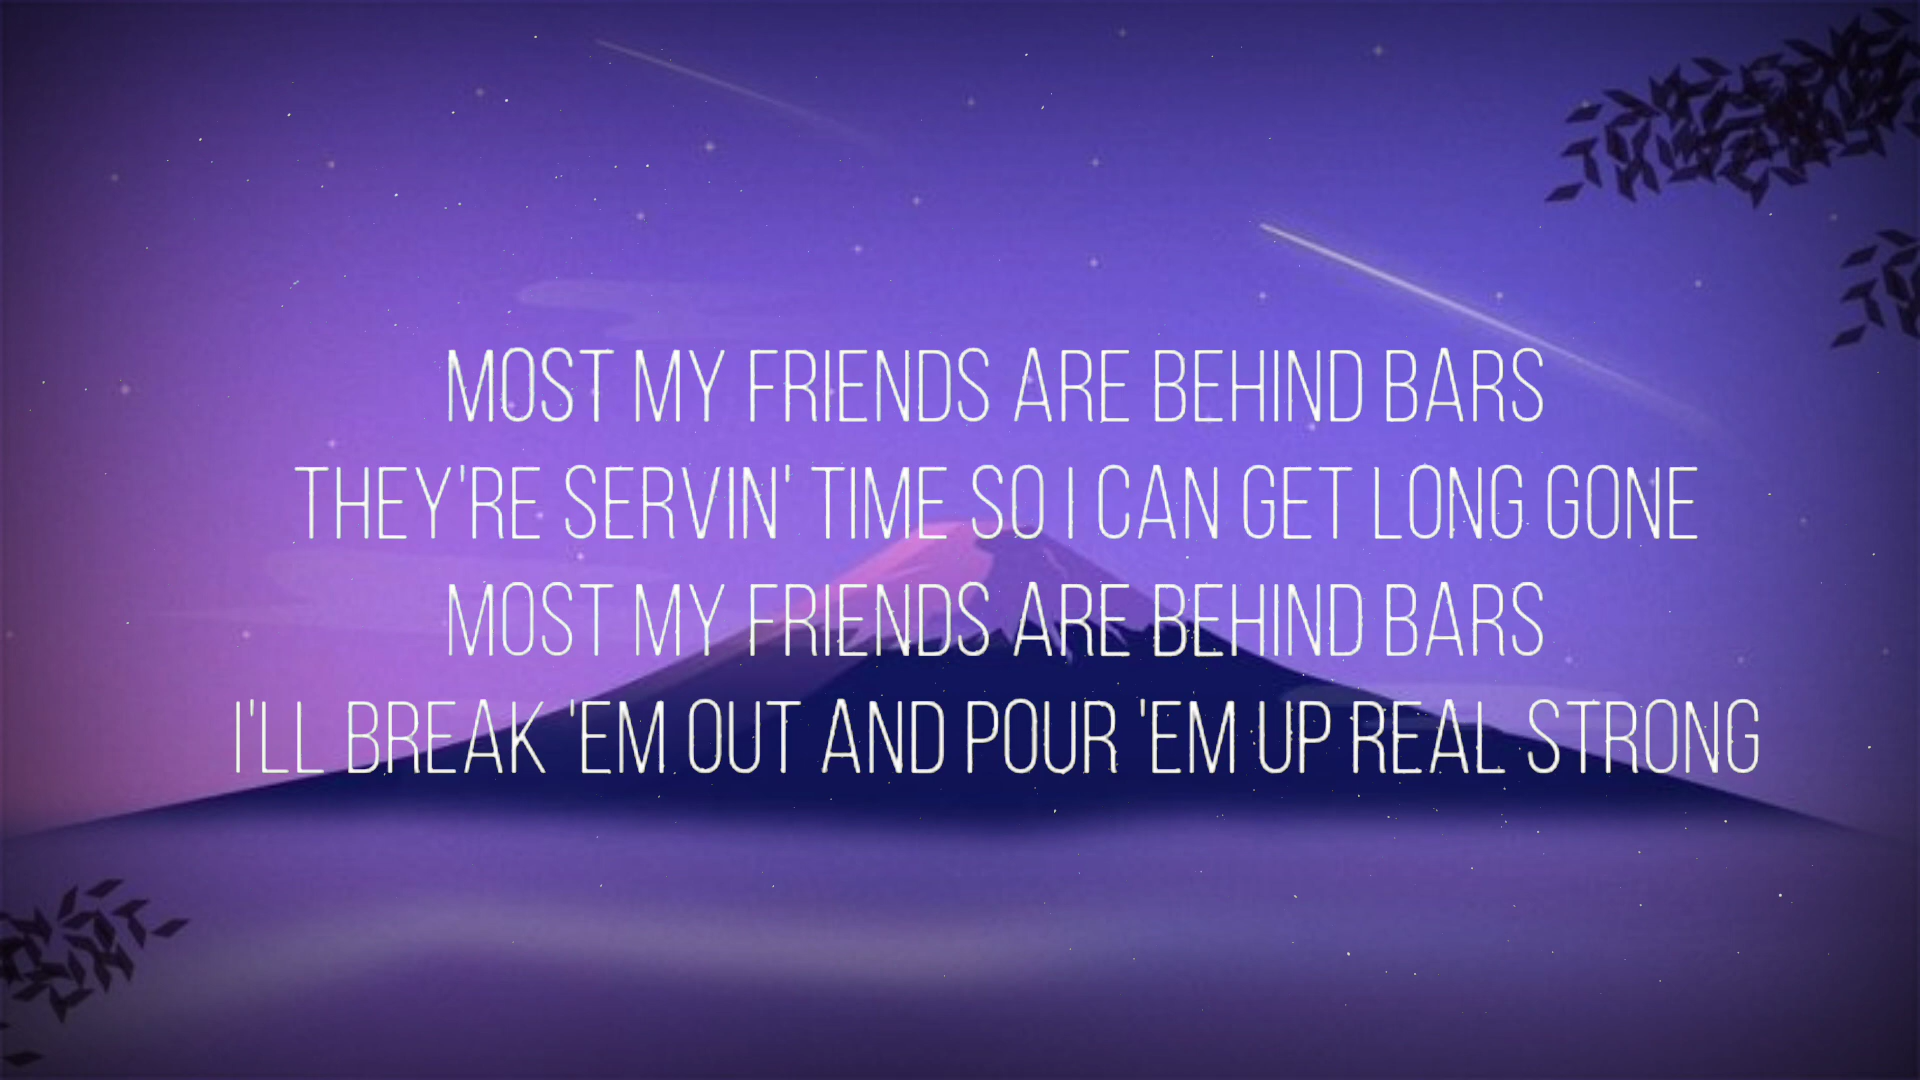 MOST MY FRIENDS ARE BEHIND BARS
THEY'RE SERVIN' TIME SO I CAN GET LONG GONE
MOST MY FRIENDS ARE BEHIND BARS
I'LL BREAK 'EM OUT AND POUR 'EM UP REAL STRONG